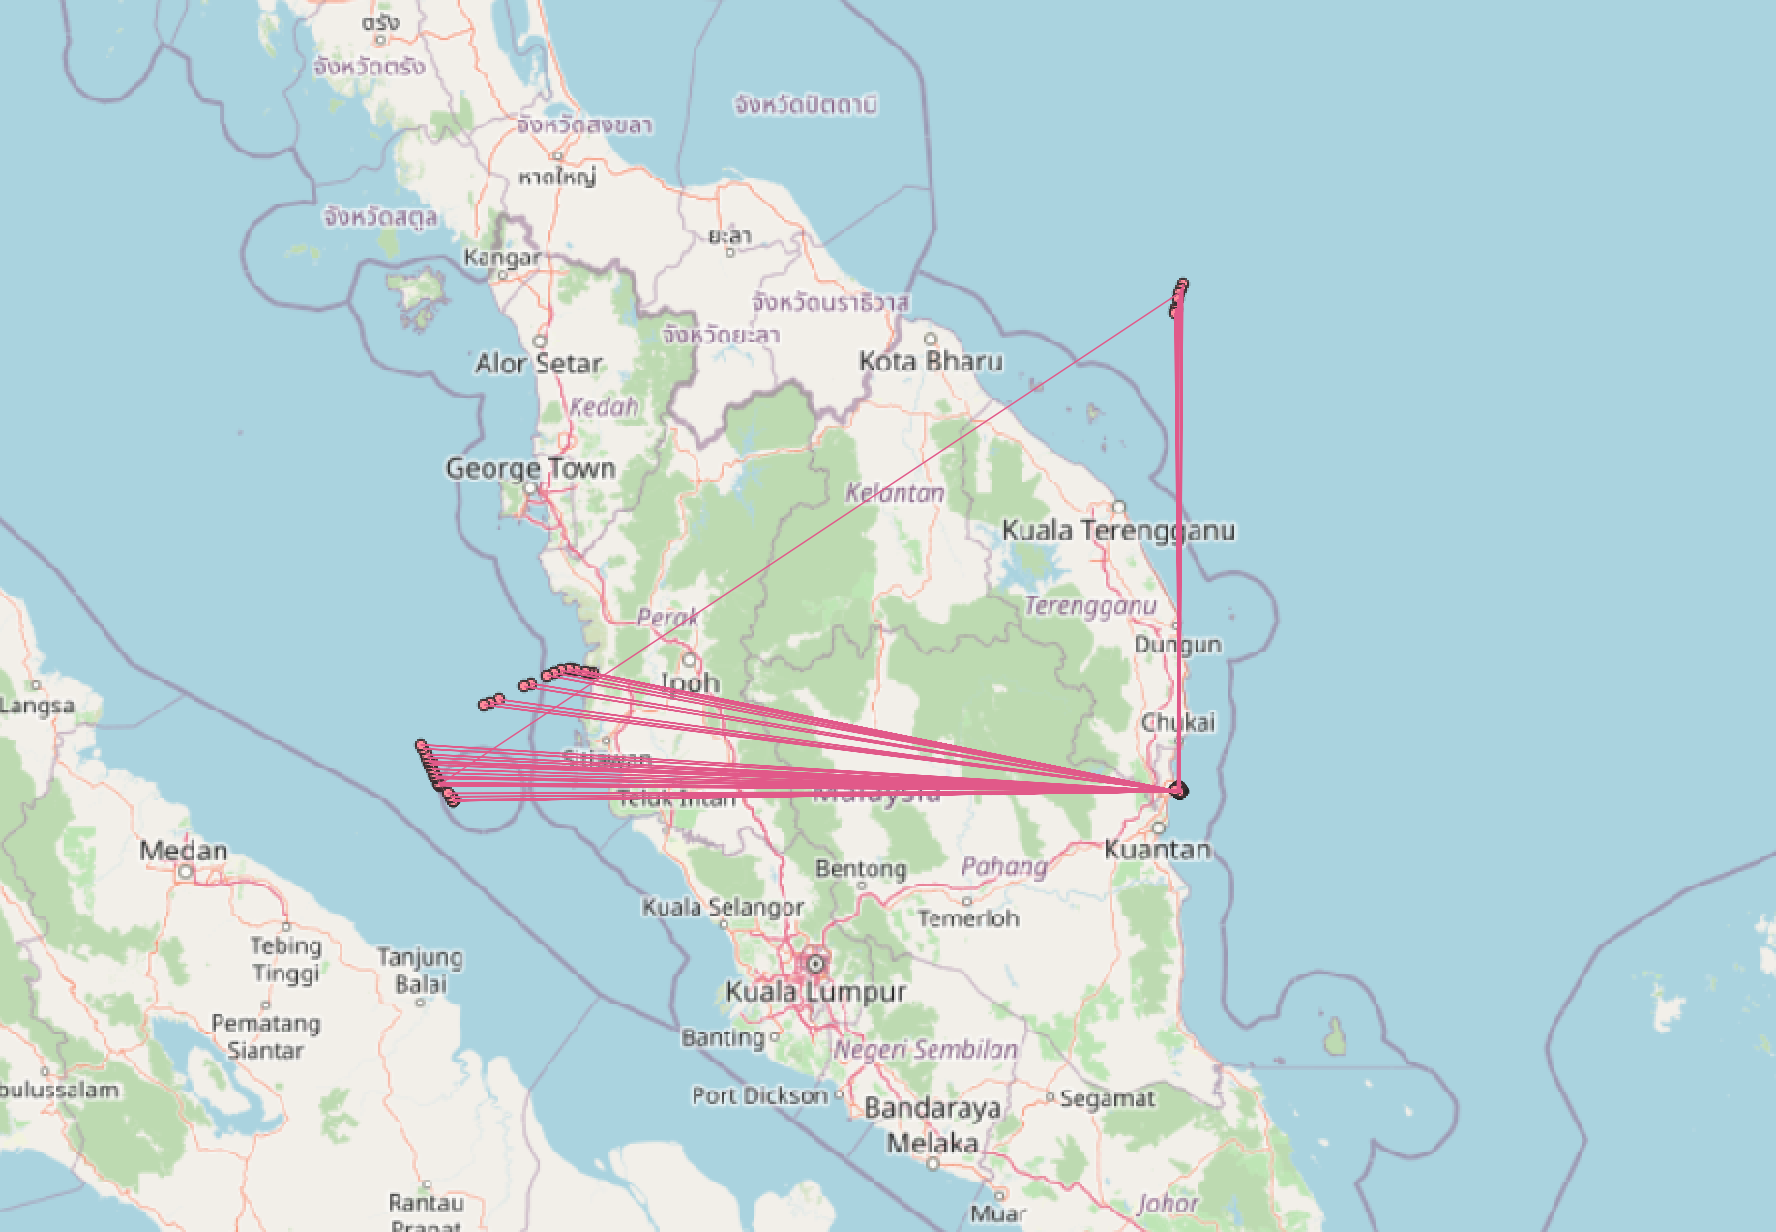 ตรัง
จังหวัดตรัง
จังหวัดปัตตานี
จังหวัดสงขลา
หาดใหญ่
จังหวัดสตูล
ยะลา
Kangar
จังหวัดนราธิวาส
จังหวัดยะลา
Alor Setar
Kota Bharu
Kedah
George Town
Kelantan
Kuala Terengganu
Perak
Terengganu
Dungun
Ipoh
Langsa
Chukai
Sitiawan
Teluk Intan
Malaysia
Medan
Kuantan
Bentong
Pahang
Kuala Selangor
Temerloh
Tebing
Tinggi
Tanjung
Balai
Kuala Lumpur
Pematang
Siantar
Banting
Negeri Sembilan
bulussalam
Port Dickson
Segamat
Bandaraya
Melaka
Rantau
Prapat
Johor
Muar